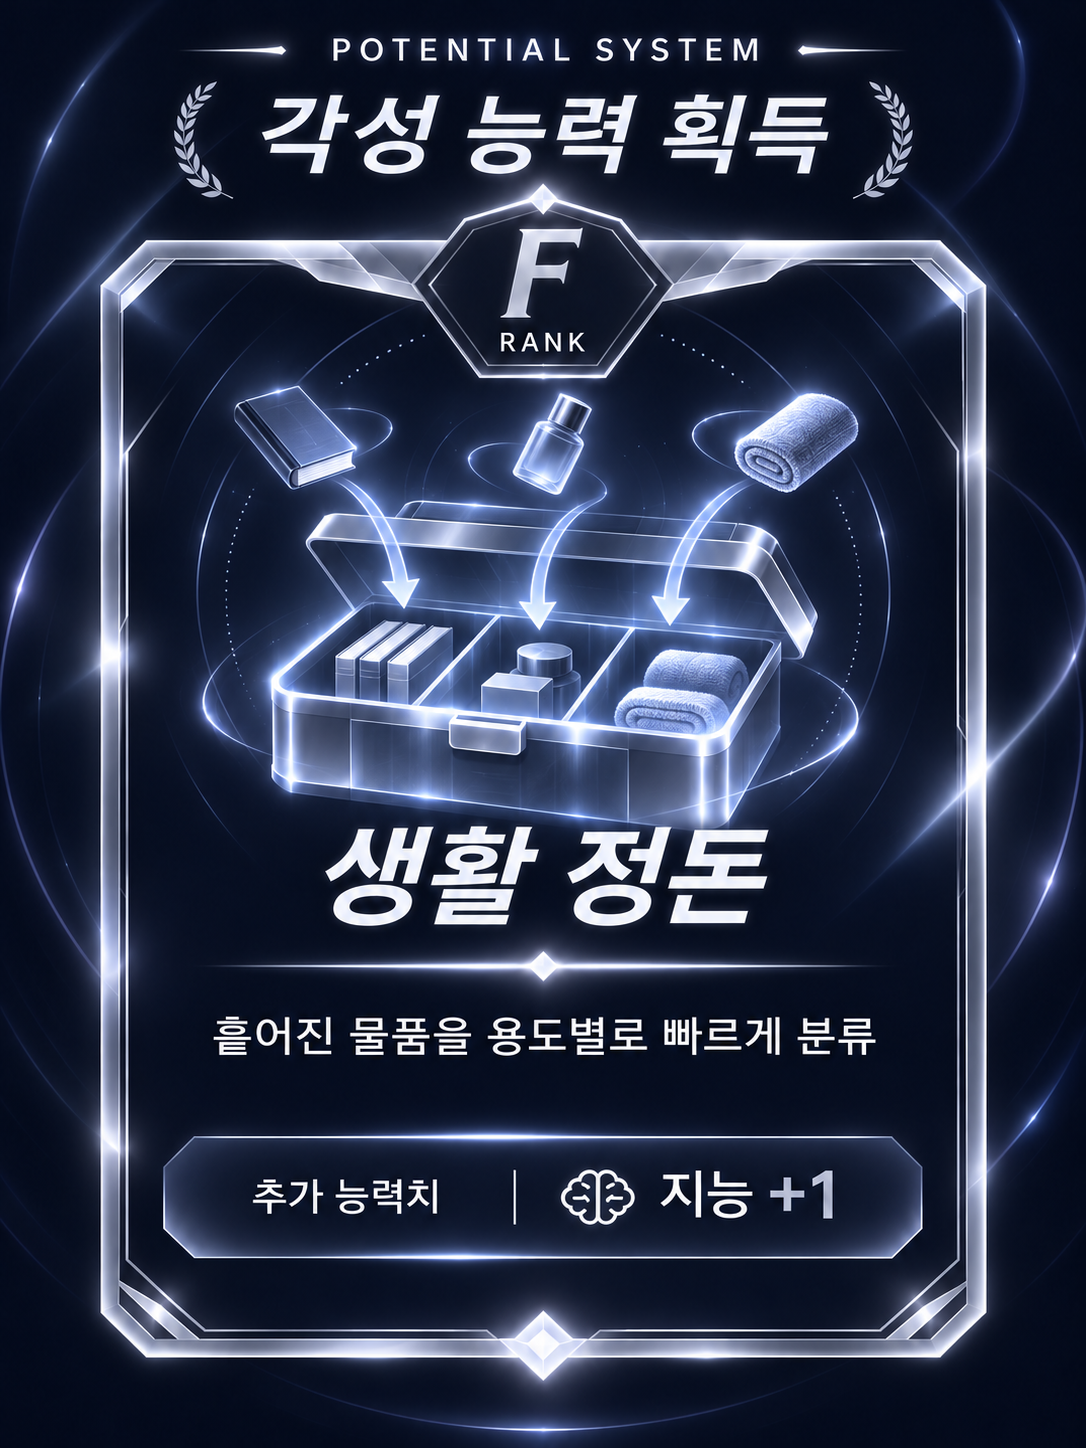 POTENTIAL SYSTEM
각성 능력 획득
F
RANK
생활 정돈
흩어진 물품을 용도별로 빠르게 분류
추가 능력치
지능 +1